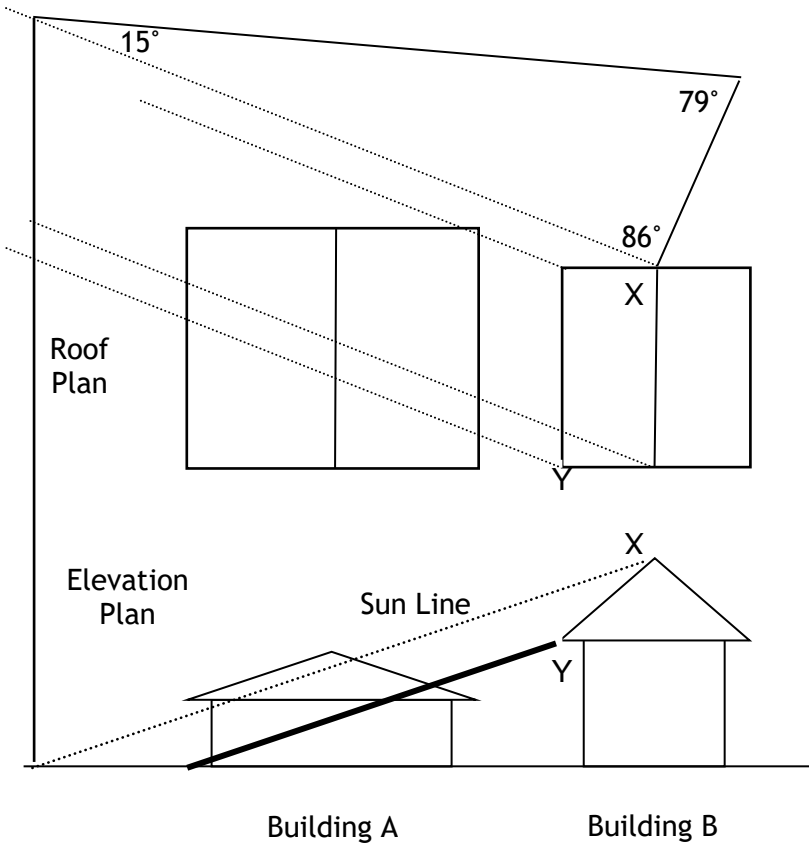 15°
79°
86°
X
Roof
Plan
Y
X
Elevation
Plan
Sun Line
Y
Building A
Building B